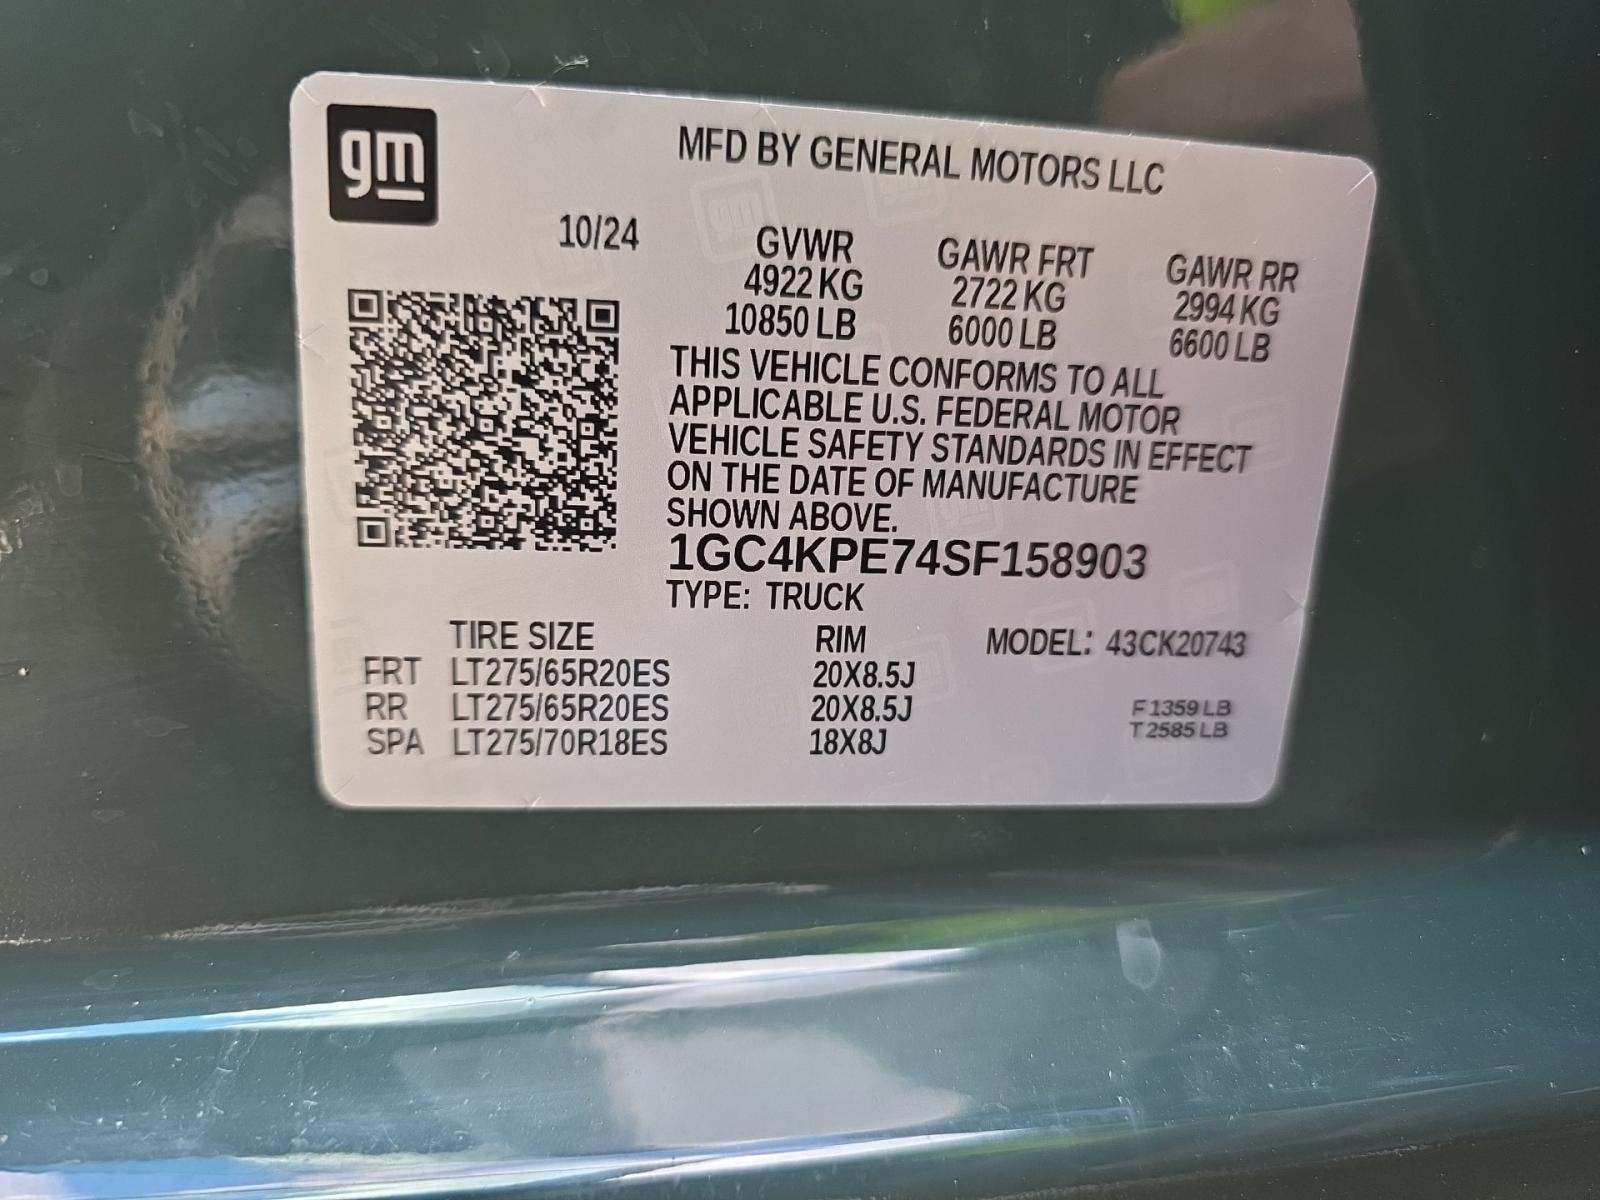 gm
MFD BY GENERAL MOTORS LLC
10/24
GVWR GAWR FRT GAWR RR
4922 KG 2722 KG 2994 KG
10850 LB 6000 LB 6600 LB
THIS VEHICLE CONFORMS TO ALL
APPLICABLE U.S. FEDERAL MOTOR
VEHICLE SAFETY STANDARDS IN EFFECT
ON THE DATE OF MANUFACTURE
SHOWN ABOVE.
1GC4KPE74SF158903
TYPE: TRUCK
TIRE SIZE RIM MODEL: 43CK20743
FRT LT275/65R20ES 20X8.5J
RR LT275/65R20ES 20X8.5J F 1359 LB
SPA LT275/70R18ES 18X8J T 2585 LB